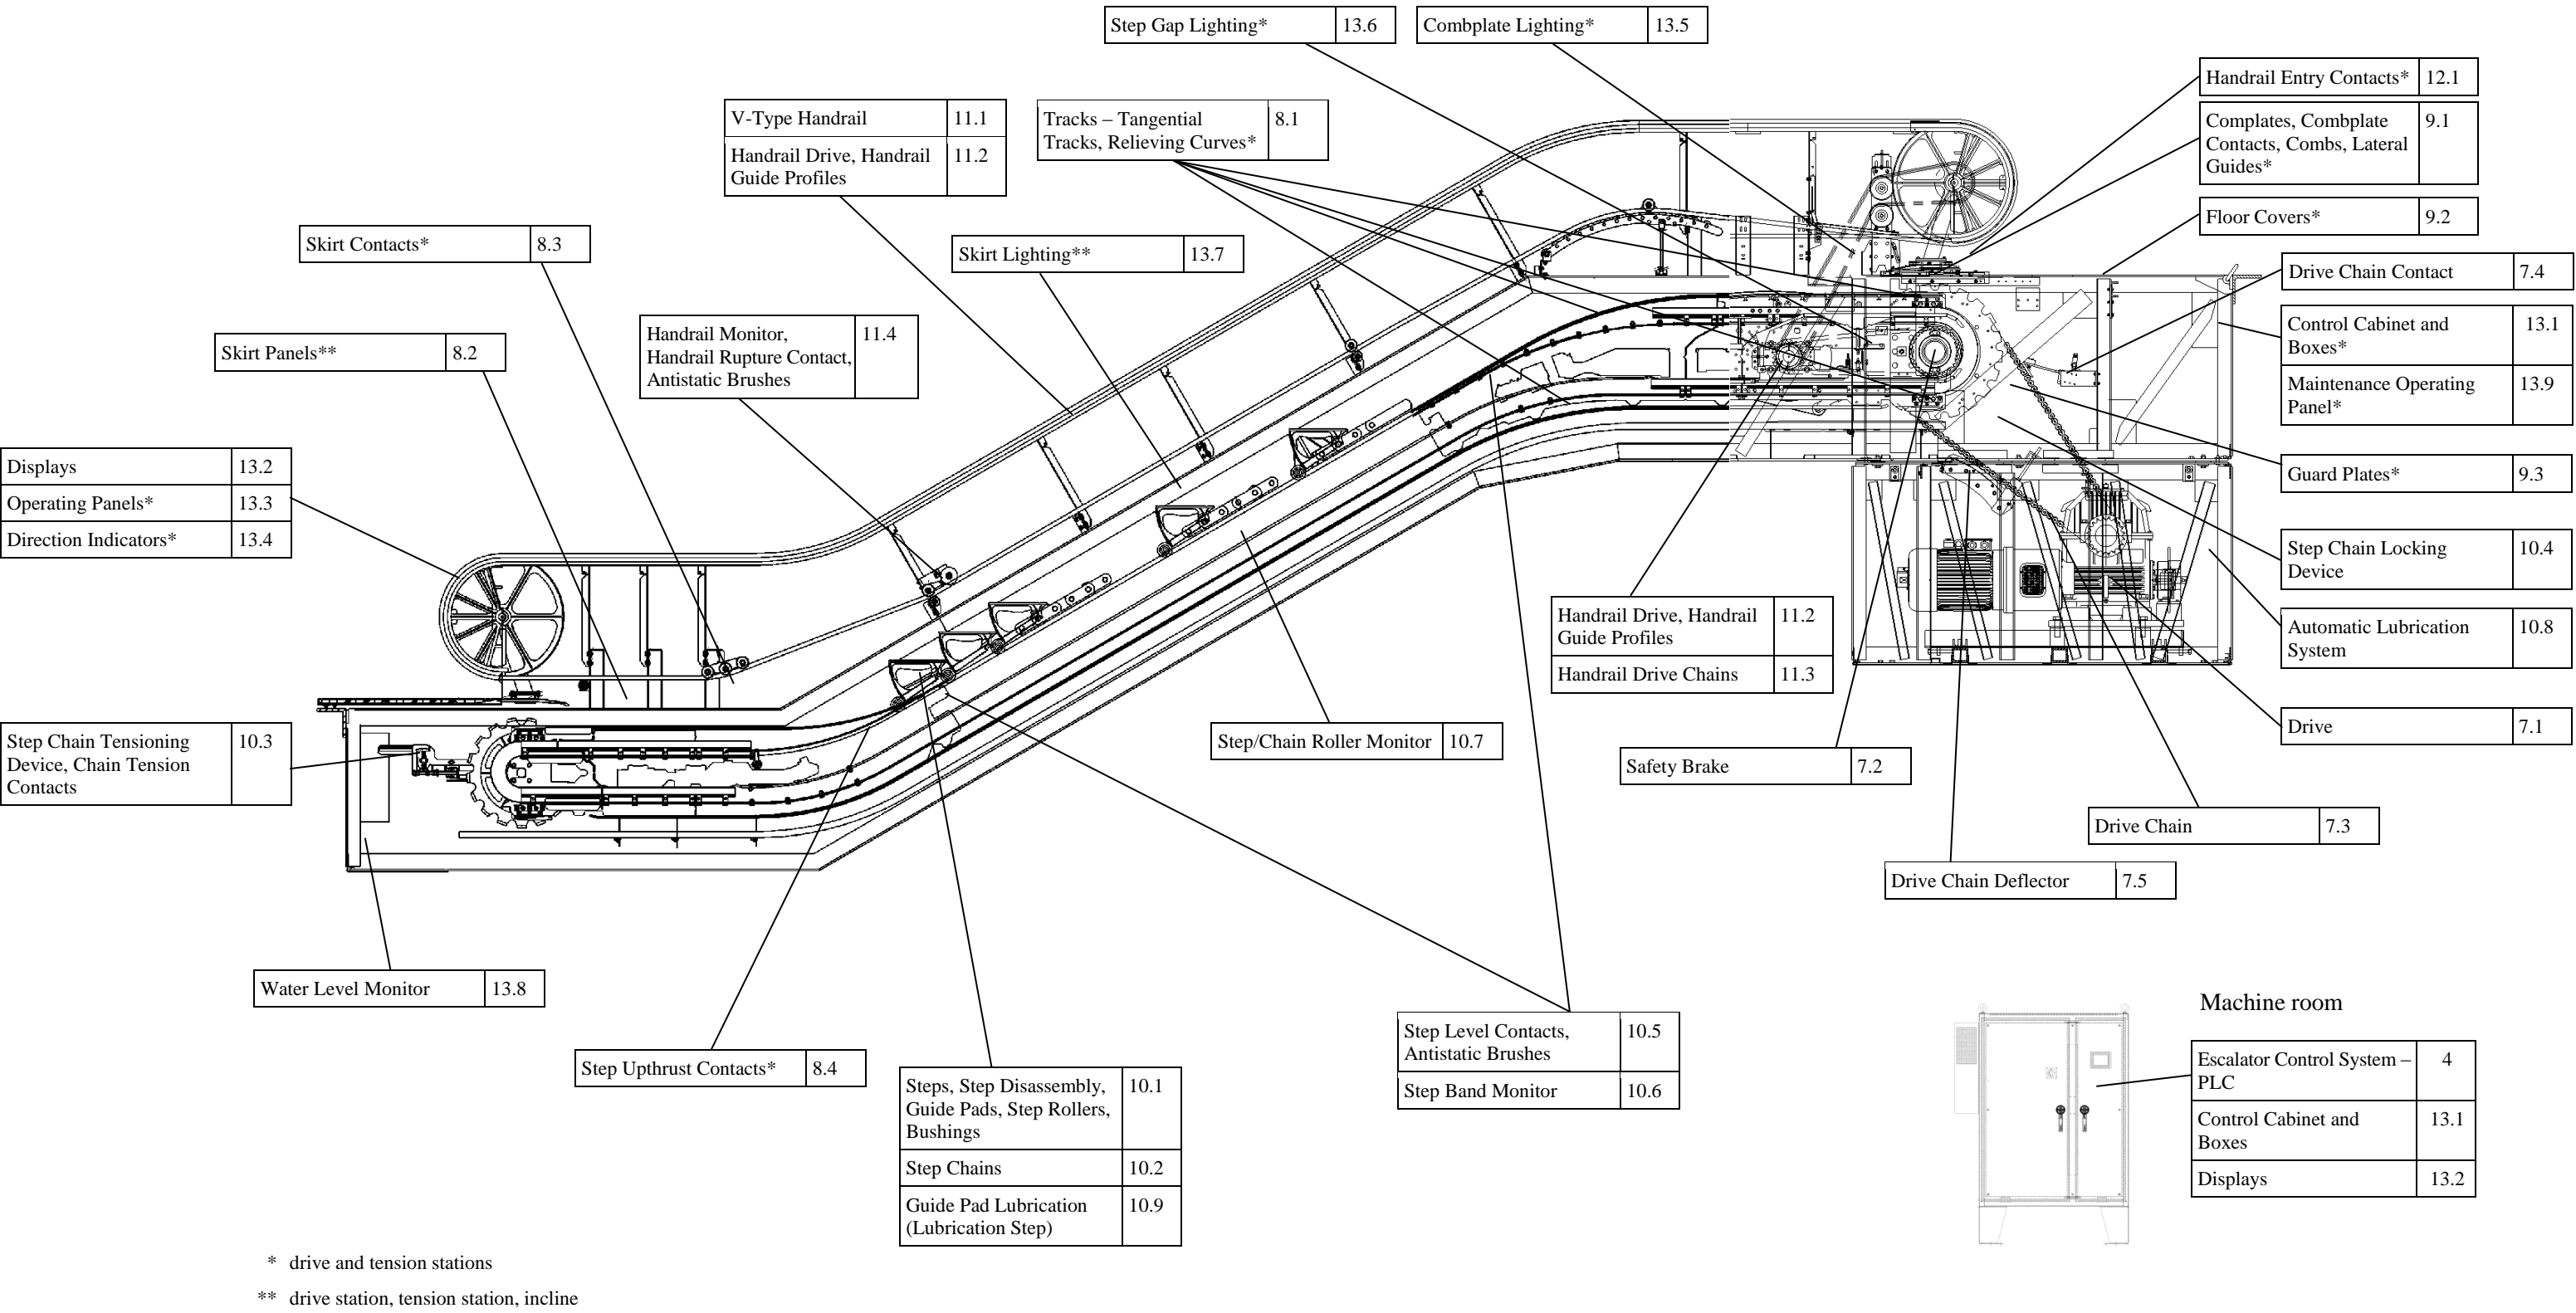 Step Gap Lighting* 13.6
Combplate Lighting* 13.5
Handrail Entry Contacts* 12.1
Complates, Combplate
Contacts, Combs, Lateral
Guides*
9.1
Floor Covers* 9.2
V-Type Handrail 11.1
Handrail Drive, Handrail
Guide Profiles
11.2
Tracks – Tangential
Tracks, Relieving Curves*
8.1
Skirt Contacts* 8.3
Skirt Lighting** 13.7
Drive Chain Contact 7.4
Control Cabinet and
Boxes*
13.1
Maintenance Operating
Panel*
13.9
Skirt Panels** 8.2
Handrail Monitor,
Handrail Rupture Contact,
Antistatic Brushes
11.4
Displays 13.2
Operating Panels* 13.3
Direction Indicators* 13.4
Guard Plates* 9.3
Step Chain Locking
Device
10.4
Handrail Drive, Handrail
Guide Profiles
11.2
Handrail Drive Chains 11.3
Automatic Lubrication
System
10.8
Step Chain Tensioning
Device, Chain Tension
Contacts
10.3
Step/Chain Roller Monitor 10.7
Drive 7.1
Safety Brake 7.2
Drive Chain 7.3
Drive Chain Deflector 7.5
Water Level Monitor 13.8
Step Upthrust Contacts* 8.4
Steps, Step Disassembly,
Guide Pads, Step Rollers,
Bushings
10.1
Step Chains 10.2
Guide Pad Lubrication
(Lubrication Step)
10.9
Step Level Contacts,
Antistatic Brushes
10.5
Step Band Monitor 10.6
Machine room
Escalator Control System –
PLC
4
Control Cabinet and
Boxes
13.1
Displays 13.2
* drive and tension stations
** drive station, tension station, incline